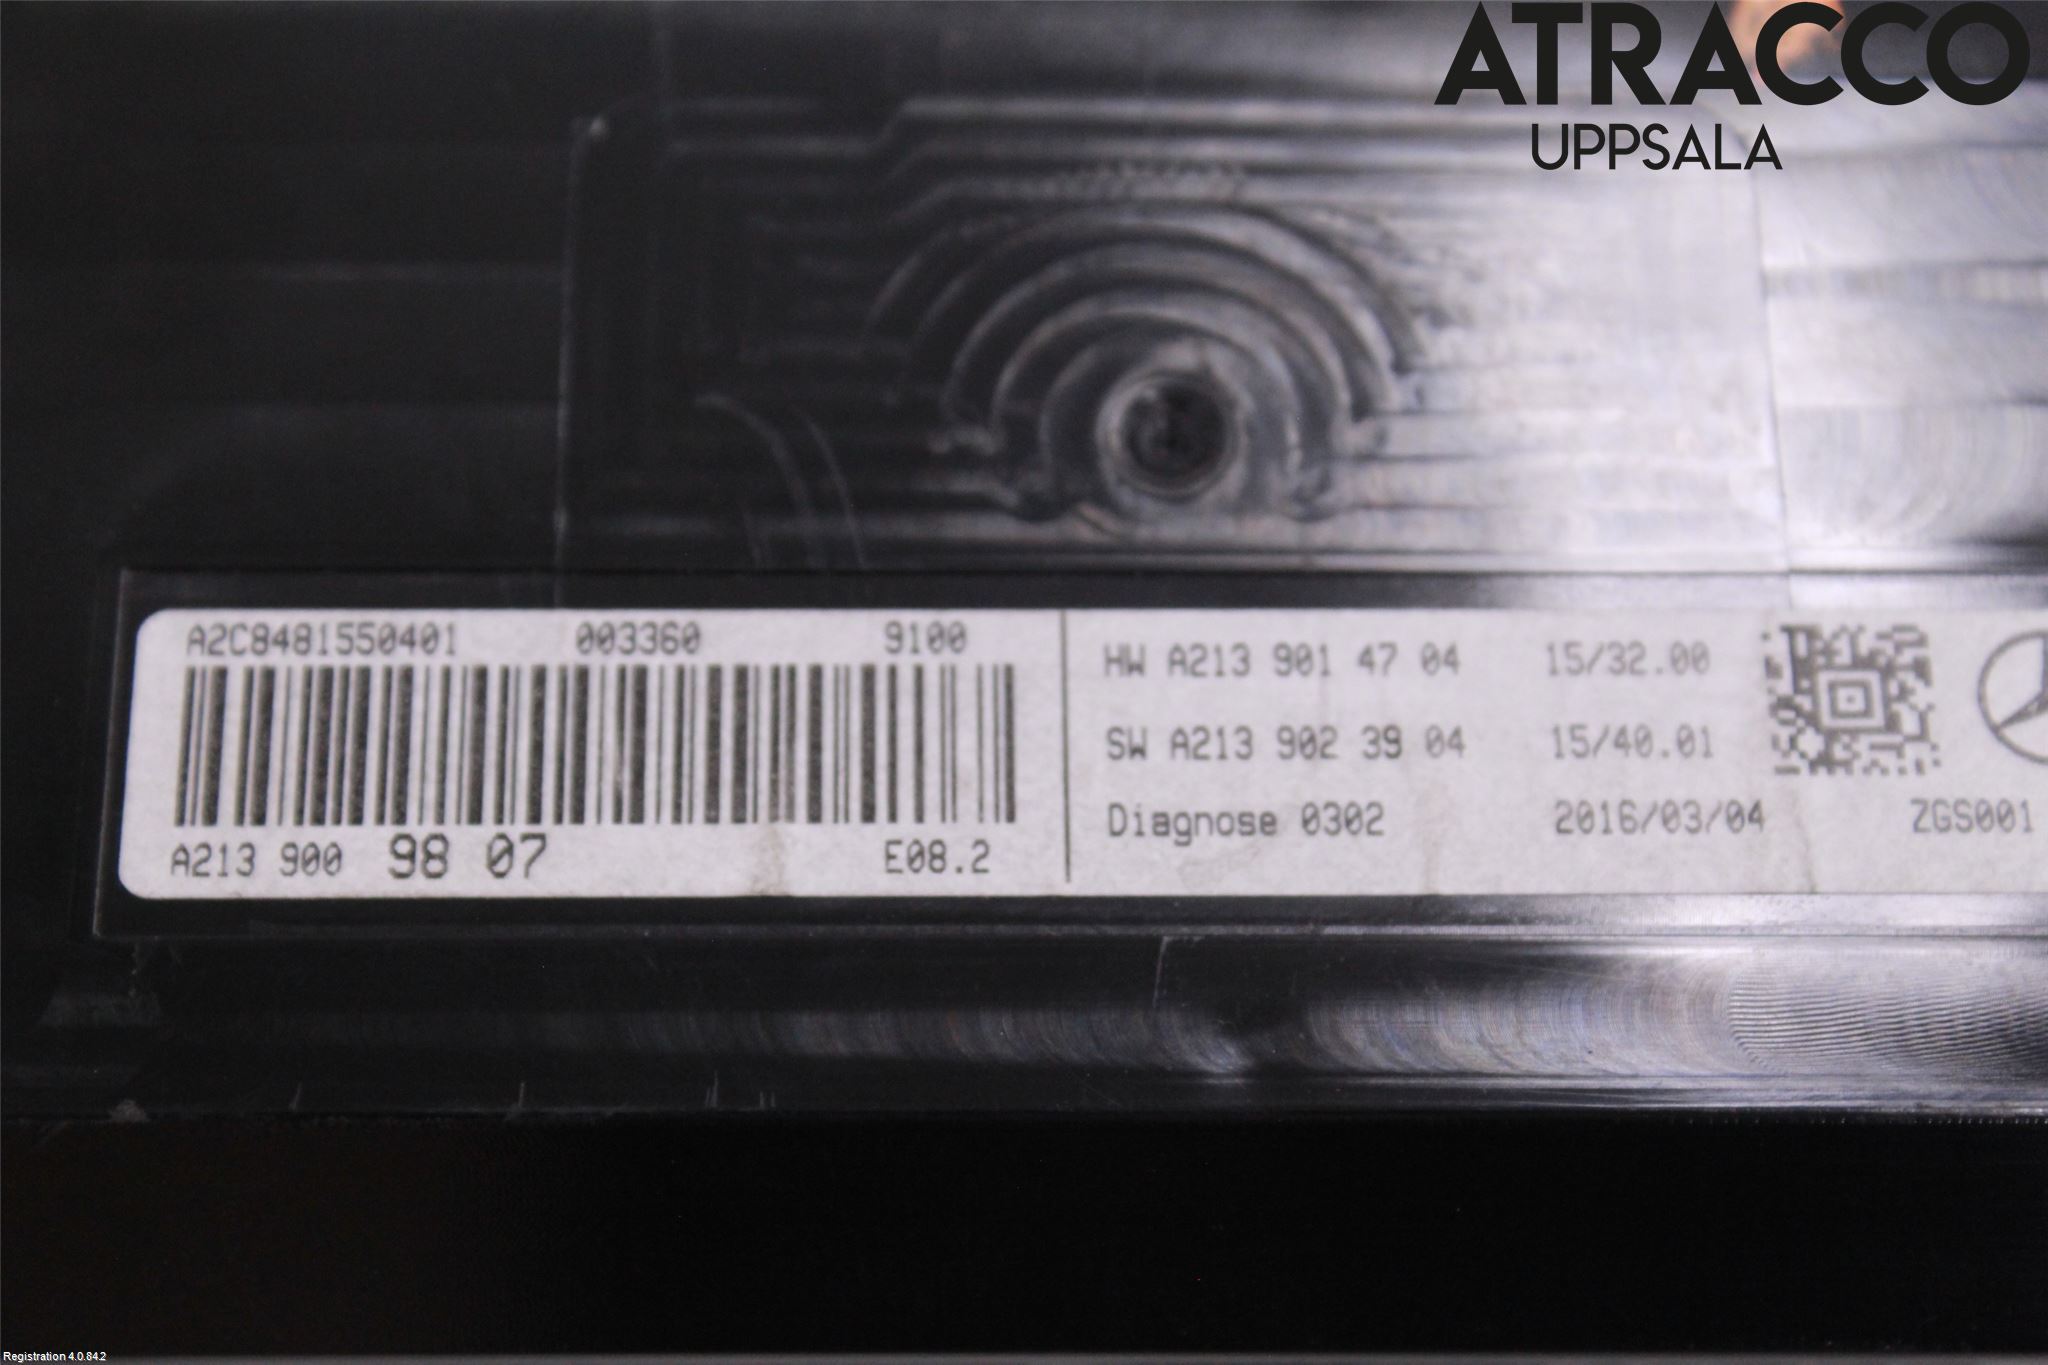 ATRACCO
UPPSALA
A2C8481550401 003360 9100
A213 900 98 07 E08.2
HW A213 901 47 04 15/32.00
SW A213 902 39 04 15/40.01
Diagnose 0302 2016/03/04 ZGS001
Registration 4.0.84.2